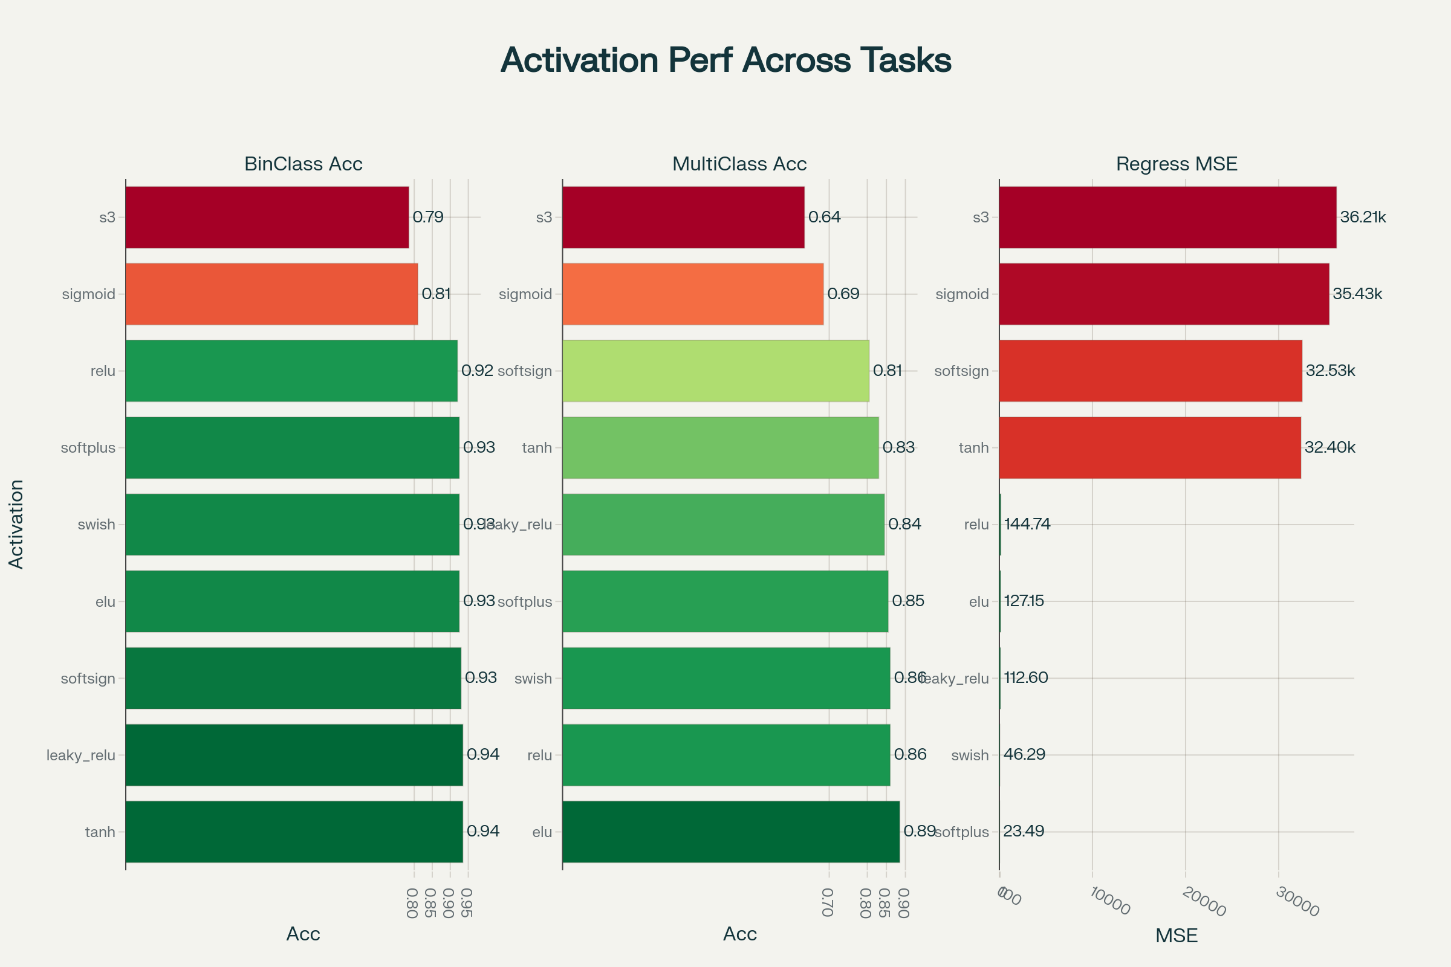 Activation Perf Across Tasks
BinClass Acc
MultiClass Acc
Regress MSE
Activation
s3 0.79
sigmoid 0.81
relu 0.92
softplus 0.93
swish 0.93
elu 0.93
softsign 0.93
leaky_relu 0.94
tanh 0.94
0.80 0.85 0.90 0.95
Acc
s3 0.64
sigmoid 0.69
softsign 0.81
tanh 0.83
leaky_relu 0.84
softplus 0.85
swish 0.86
relu 0.86
elu 0.89
0.70 0.80 0.85 0.90
Acc
s3 36.21k
sigmoid 35.43k
softsign 32.53k
tanh 32.40k
relu 144.74
elu 127.15
leaky_relu 112.60
swish 46.29
softplus 23.49
10000 20000 30000
MSE